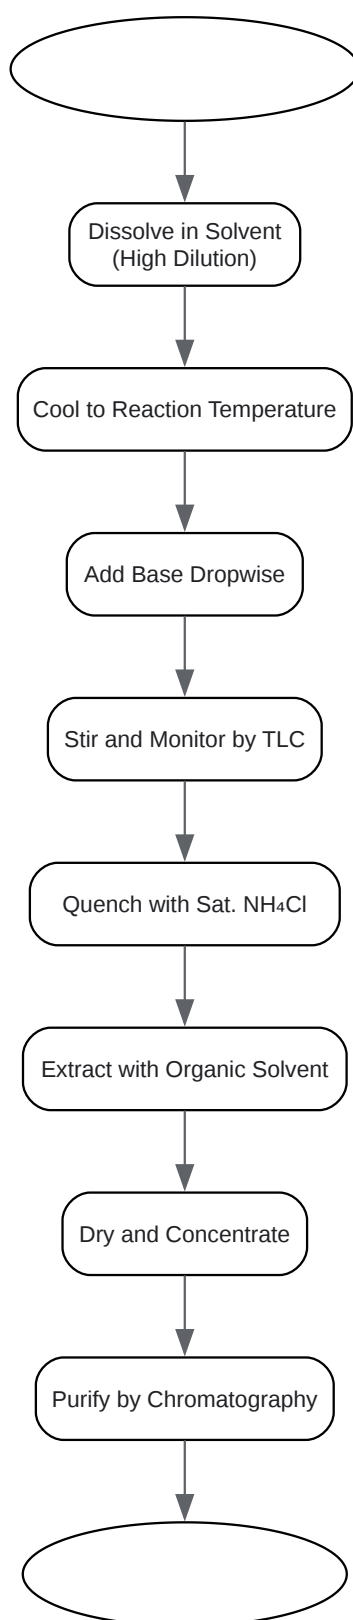 Dissolve in Solvent
(High Dilution)
Cool to Reaction Temperature
Add Base Dropwise
Stir and Monitor by TLC
Quench with Sat. NH₄Cl
Extract with Organic Solvent
Dry and Concentrate
Purify by Chromatography